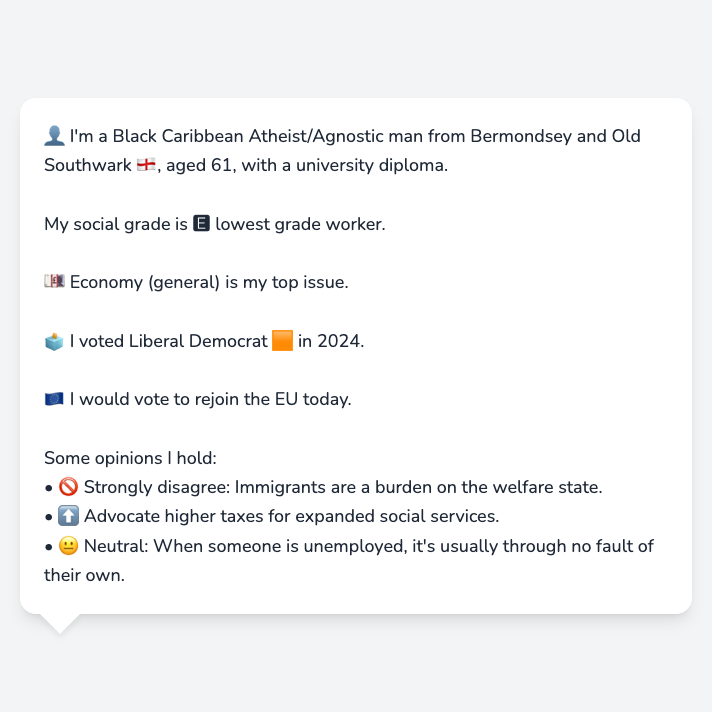 👤 I'm a Black Caribbean Atheist/Agnostic man from Bermondsey and Old
Southwark 🏴󠁧󠁢󠁥󠁮󠁧󠁿, aged 61, with a university diploma.
My social grade is 🅴 lowest grade worker.
💷 Economy (general) is my top issue.
🗳️ I voted Liberal Democrat 🟧 in 2024.
🇪🇺 I would vote to rejoin the EU today.
Some opinions I hold:
• 🚫 Strongly disagree: Immigrants are a burden on the welfare state.
• ⬆️ Advocate higher taxes for expanded social services.
• 😐 Neutral: When someone is unemployed, it's usually through no fault of
their own.